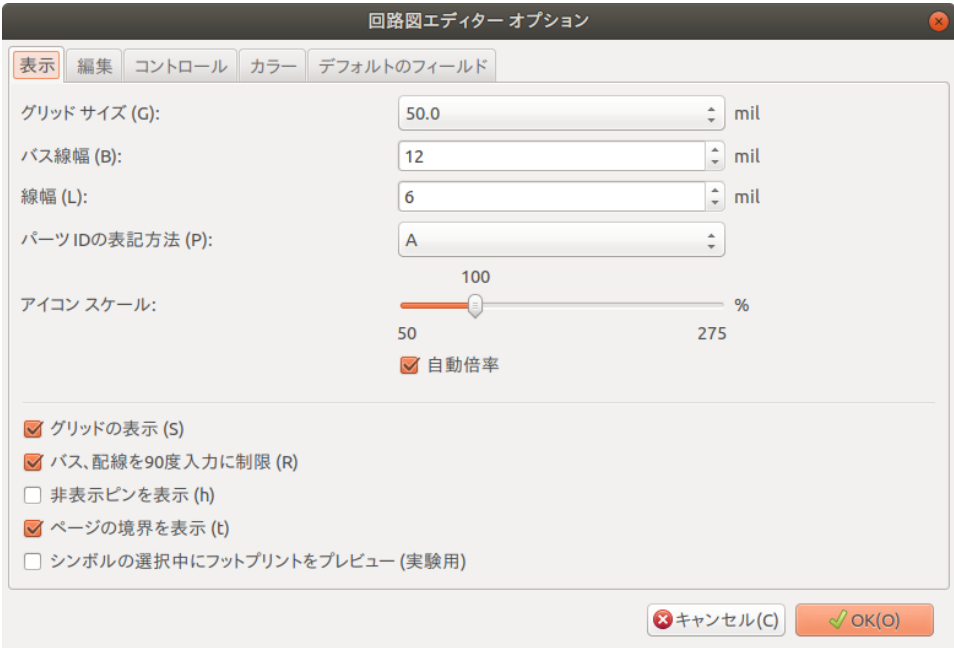 回路図エディター オプション
表示 編集 コントロール カラー デフォルトのフィールド
グリッド サイズ (G): 50.0 mil
バス線幅 (B): 12 mil
線幅 (L): 6 mil
パーツ IDの表記方法 (P): A
100
アイコン スケール: %
50 275
自動倍率
グリッドの表示 (S)
バス、配線を90度入力に制限 (R)
非表示ピンを表示 (h)
ページの境界を表示 (t)
シンボルの選択中にフットプリントをプレビュー (実験用)
キャンセル(C) OK(O)